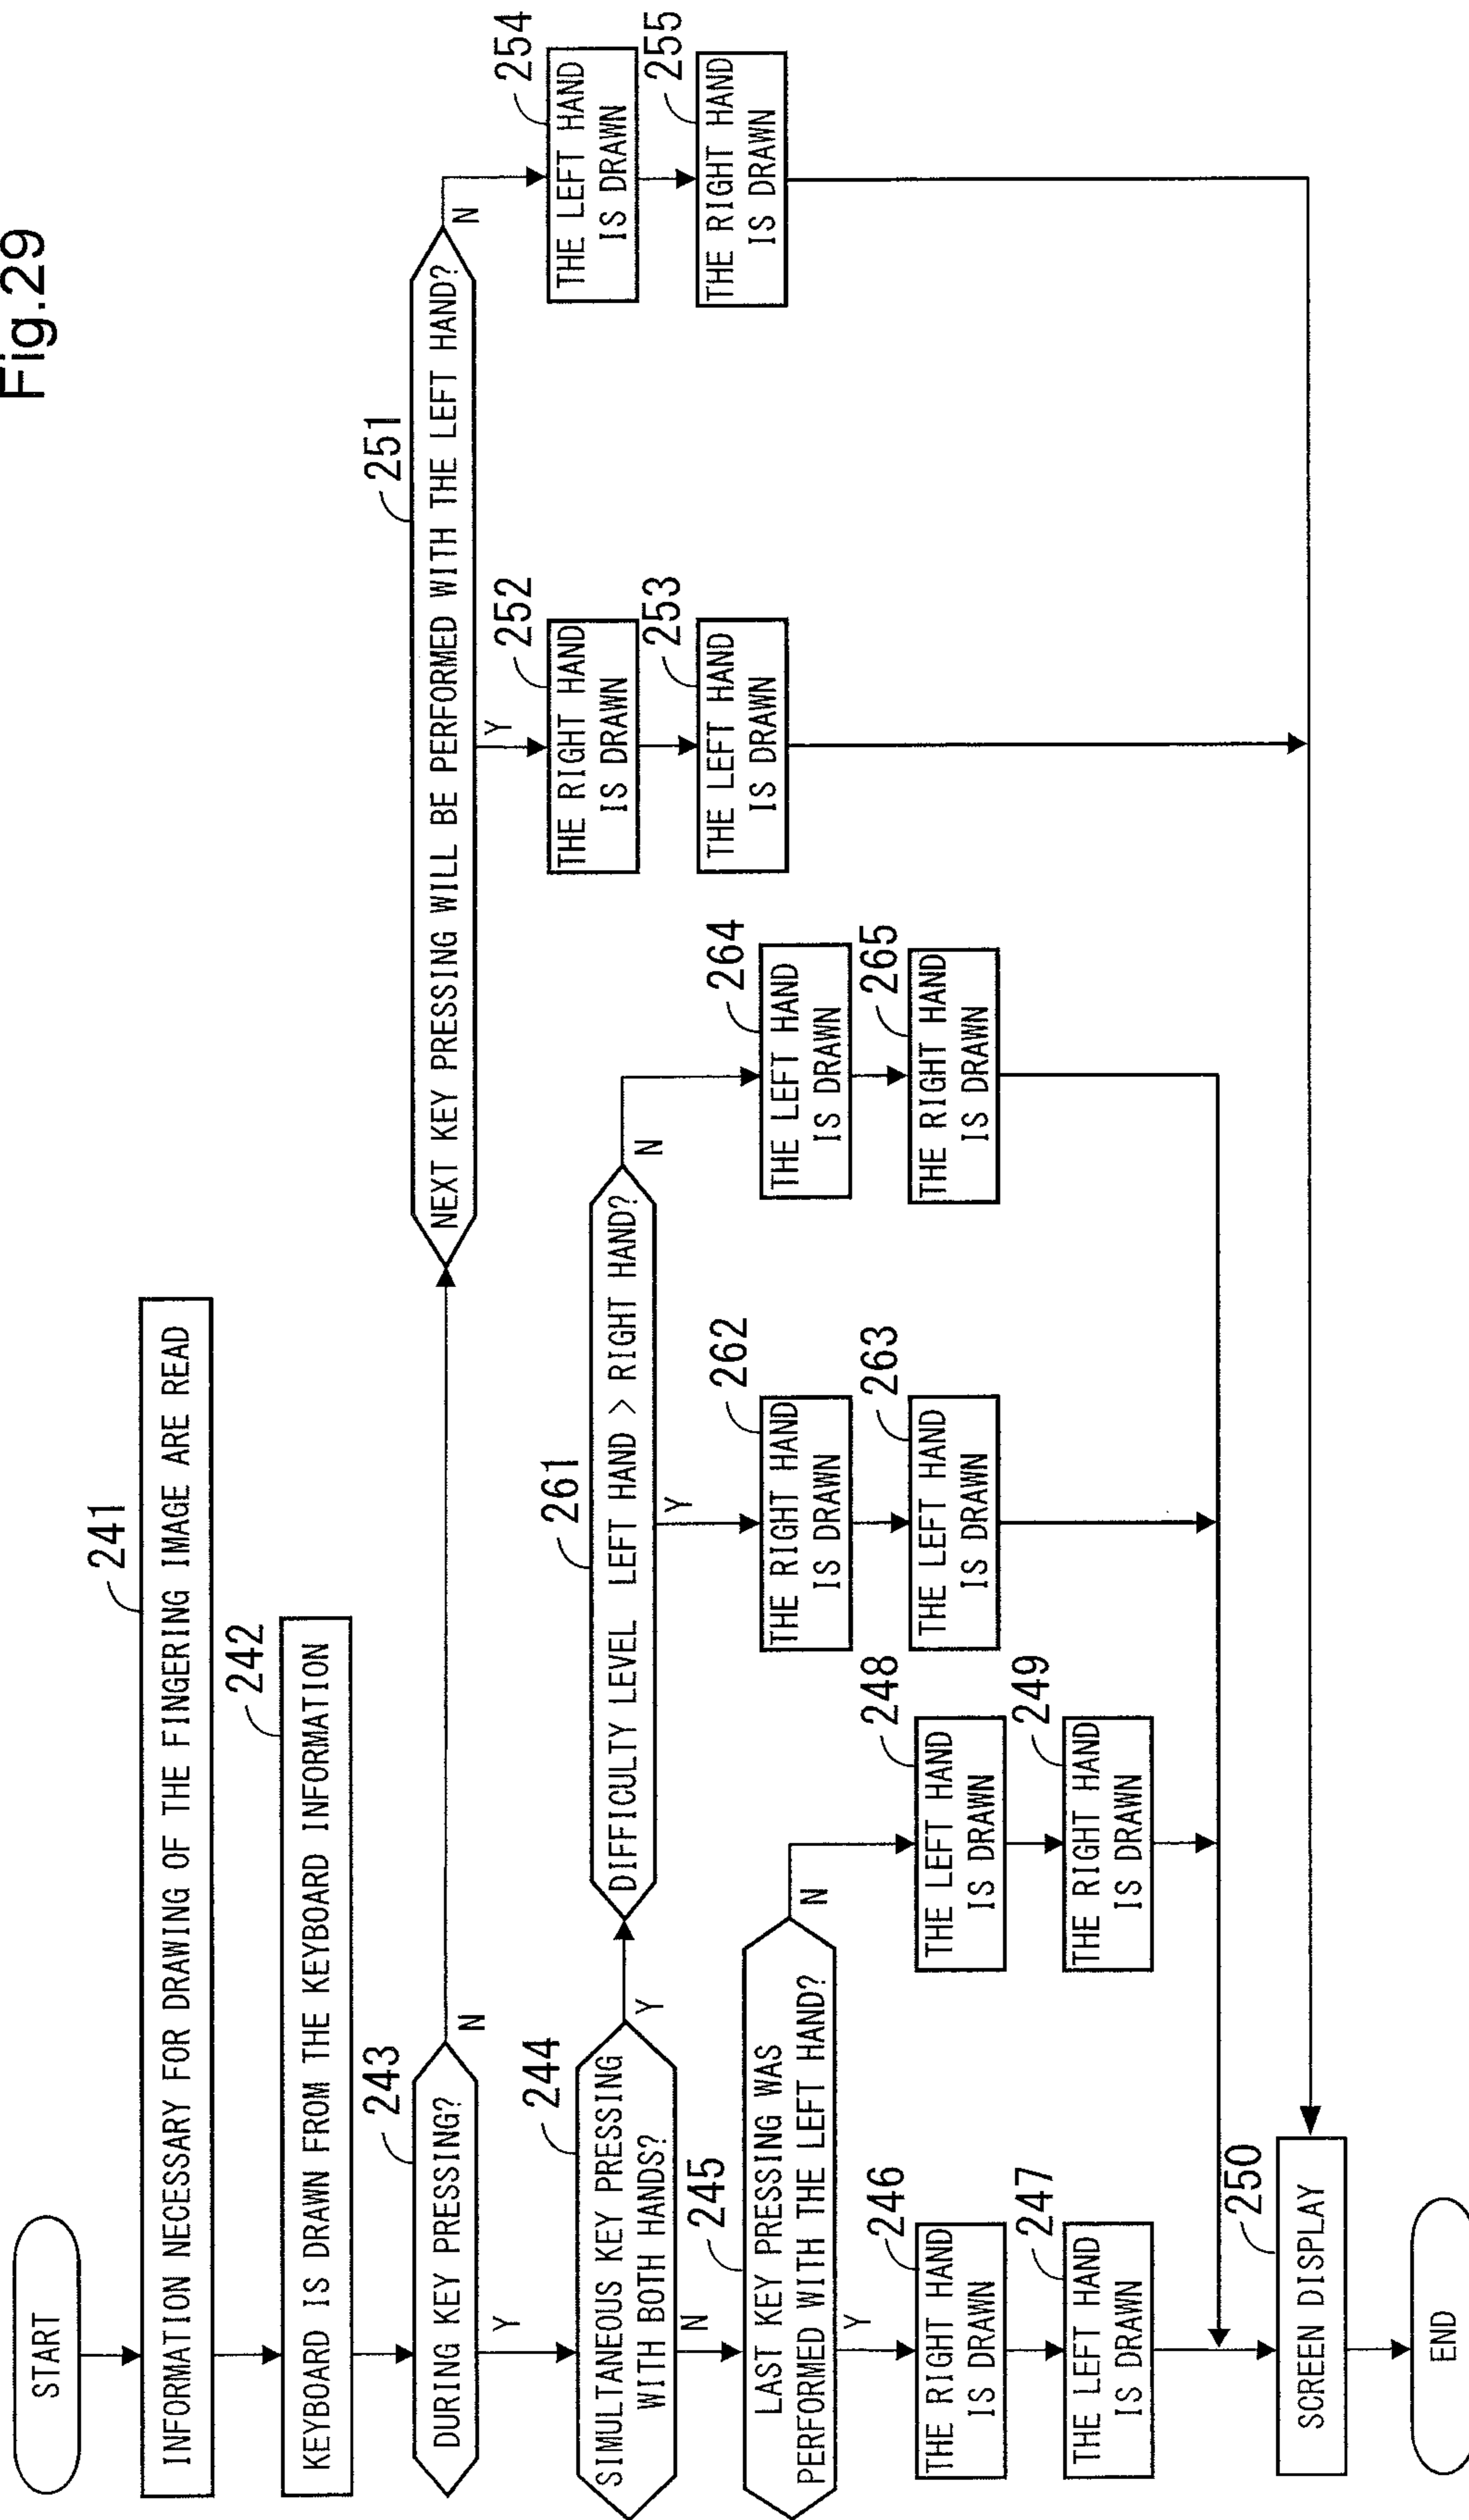 Fig.29
START
241
INFORMATION NECESSARY FOR DRAWING OF THE FINGERING IMAGE ARE READ
242
KEYBOARD IS DRAWN FROM THE KEYBOARD INFORMATION
243
DURING KEY PRESSING?
N
Y
251
NEXT KEY PRESSING WILL BE PERFORMED WITH THE LEFT HAND?
N
Y
244
SIMULTANEOUS KEY PRESSING
WITH BOTH HANDS?
Y
N
261
DIFFICULTY LEVEL LEFT HAND > RIGHT HAND?
N
Y
252
THE RIGHT HAND
IS DRAWN
253
THE LEFT HAND
IS DRAWN
254
THE LEFT HAND
IS DRAWN
255
THE RIGHT HAND
IS DRAWN
245
LAST KEY PRESSING WAS
PERFORMED WITH THE LEFT HAND?
N
Y
262
THE RIGHT HAND
IS DRAWN
263
THE LEFT HAND
IS DRAWN
264
THE LEFT HAND
IS DRAWN
265
THE RIGHT HAND
IS DRAWN
246
THE RIGHT HAND
IS DRAWN
247
THE LEFT HAND
IS DRAWN
248
THE LEFT HAND
IS DRAWN
249
THE RIGHT HAND
IS DRAWN
250
SCREEN DISPLAY
END